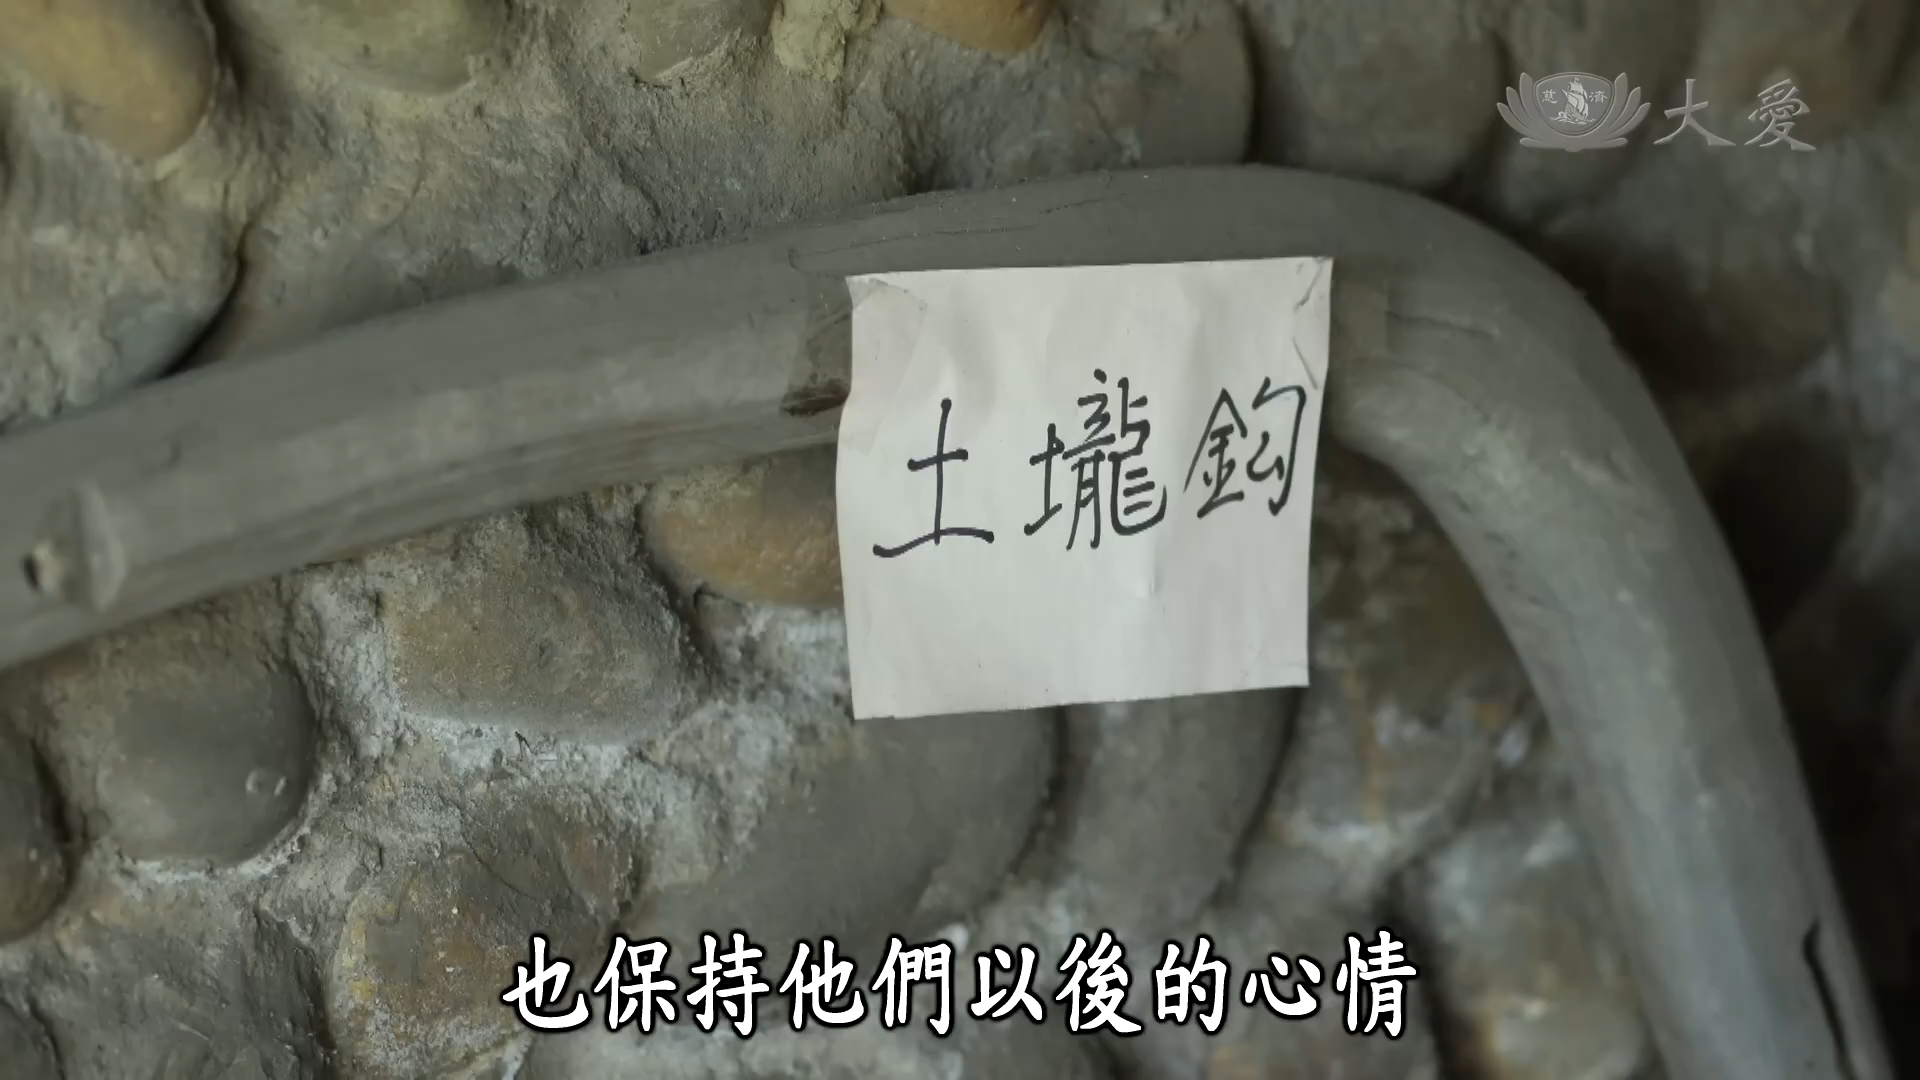 慈濟
大愛
土壠鈎
也保持他們以後的心情